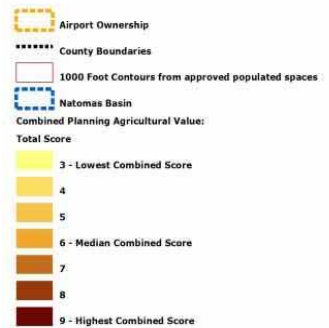 Airport Ownership
County Boundaries
1000 Foot Contours from approved populated spaces
Natomas Basin
Combined Planning Agricultural Value:
Total Score
3 - Lowest Combined Score
4
5
6 - Median Combined Score
7
8
9 - Highest Combined Score